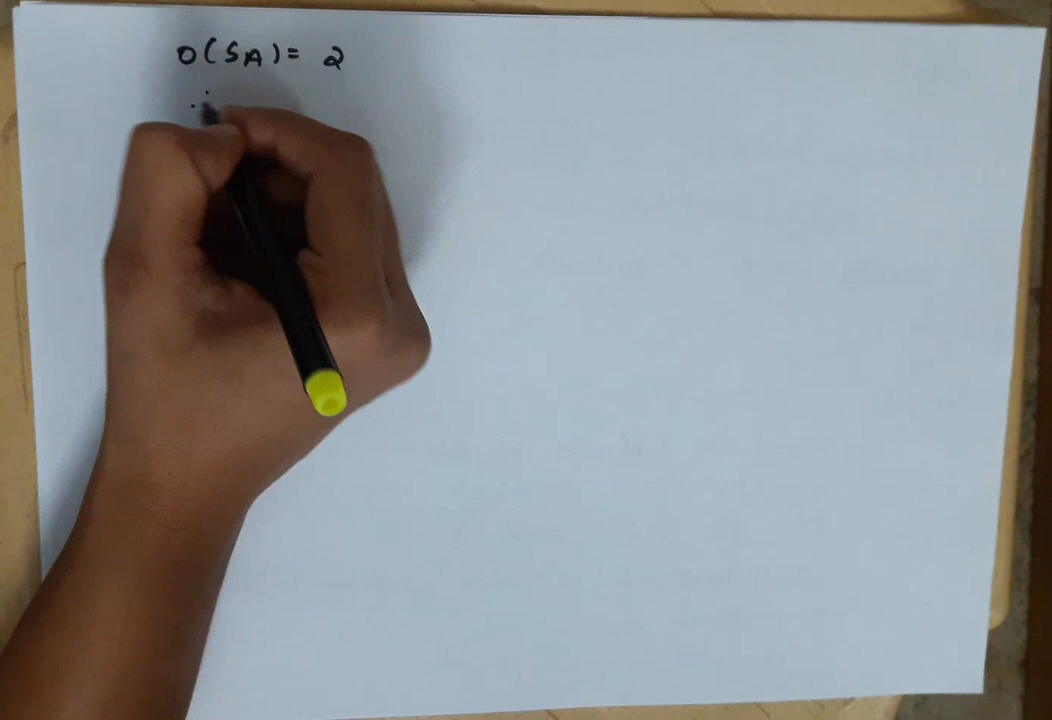 O(SA) = 2
∴